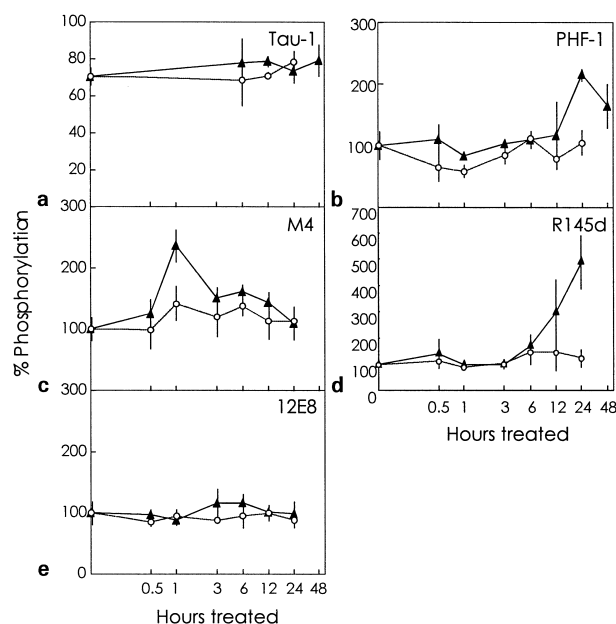 % Phosphorylation
100
80
60
40
20
Tau-1
a
300
200
100
PHF-1
b
300
200
100
M4
c
700
600
500
400
300
200
100
0
R145d
d
0.5 1 3 6 12 24 48
Hours treated
300
200
100
0
12E8
e
0.5 1 3 6 12 24 48
Hours treated